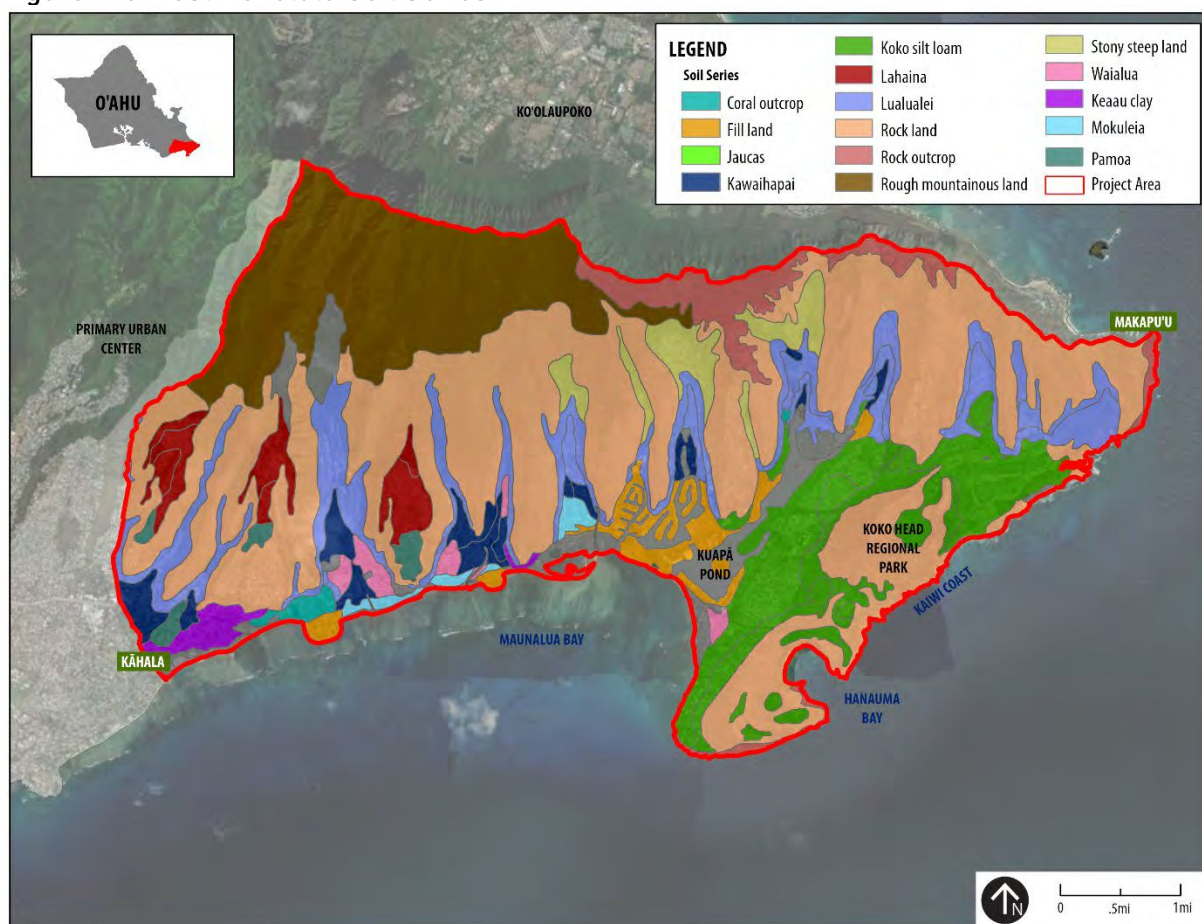 O'AHU
KO'OLAUPOKO
LEGEND
Soil Series
Coral outcrop
Fill land
Jaucas
Kawaihapai
Koko silt loam
Lahaina
Lualualei
Rock land
Rock outcrop
Rough mountainous land
Stony steep land
Waialua
Keaau clay
Mokuleia
Pamoa
Project Area
PRIMARY URBAN
CENTER
MAKAPU'U
KOKO HEAD
REGIONAL
PARK
KUAPĀ
POND
KAIWI COAST
MAUNALUA BAY
KĀHALA
HANAUMA
BAY
N
0 .5mi 1mi